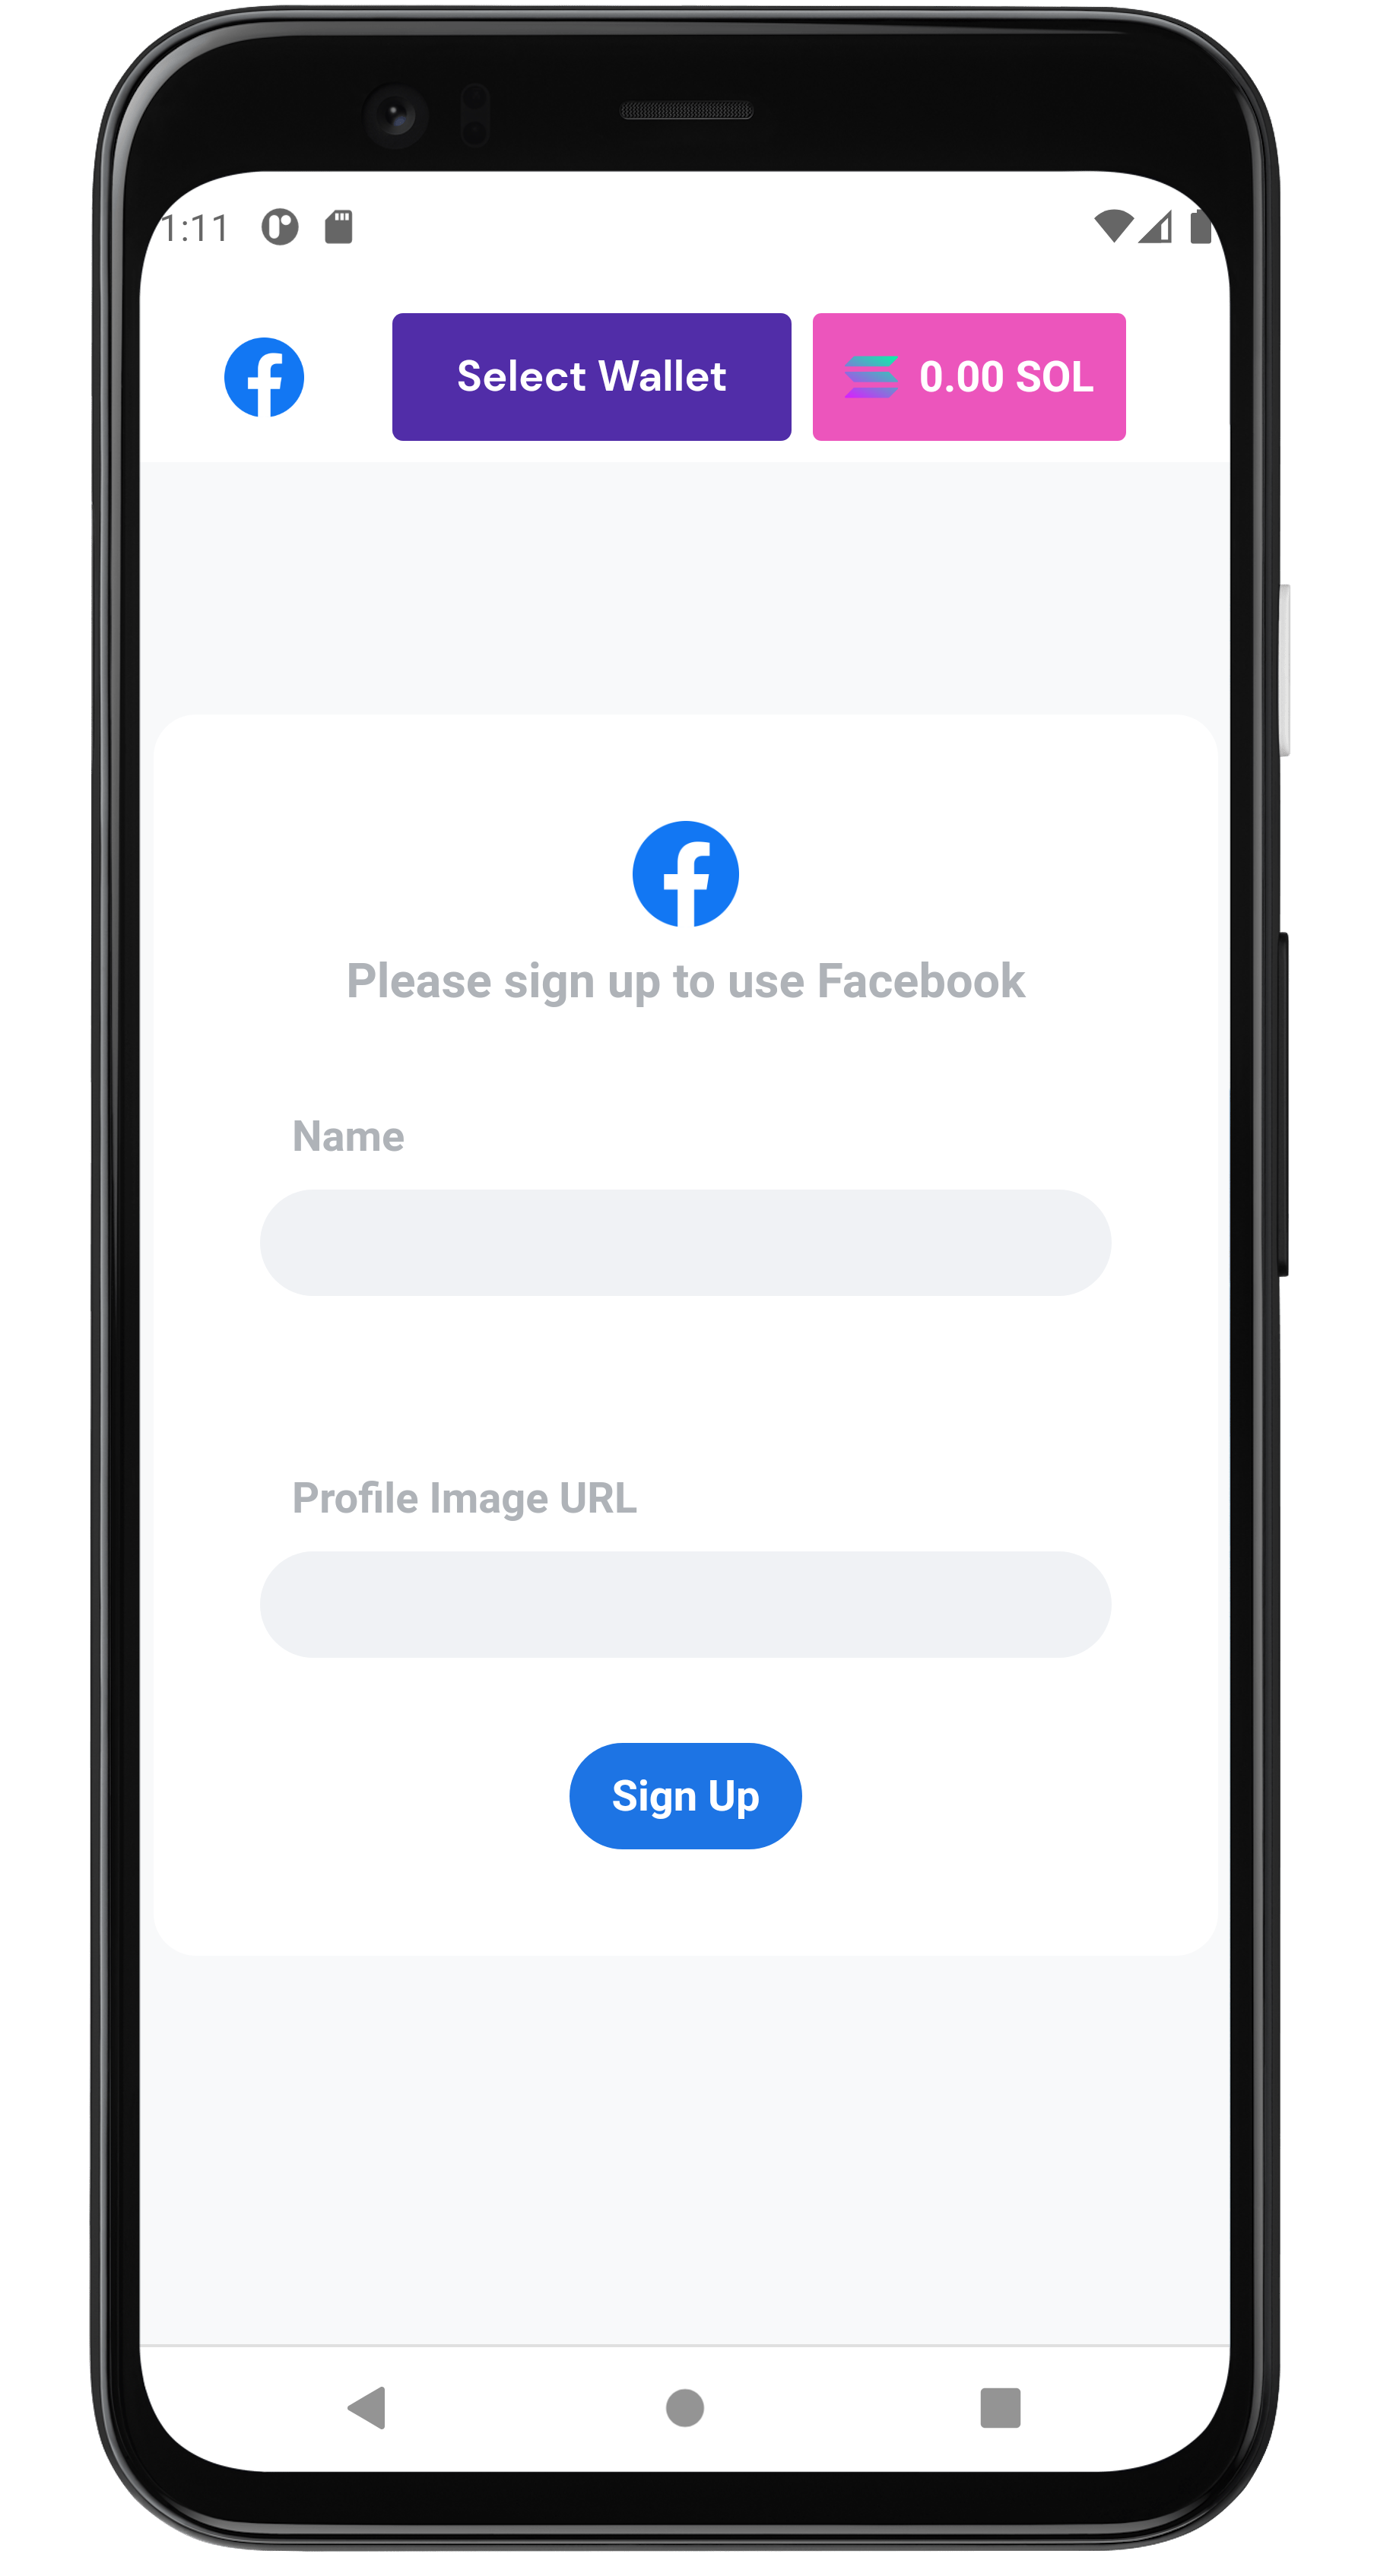 1:11
Select Wallet
0.00 SOL
Please sign up to use Facebook
Name
Profile Image URL
Sign Up